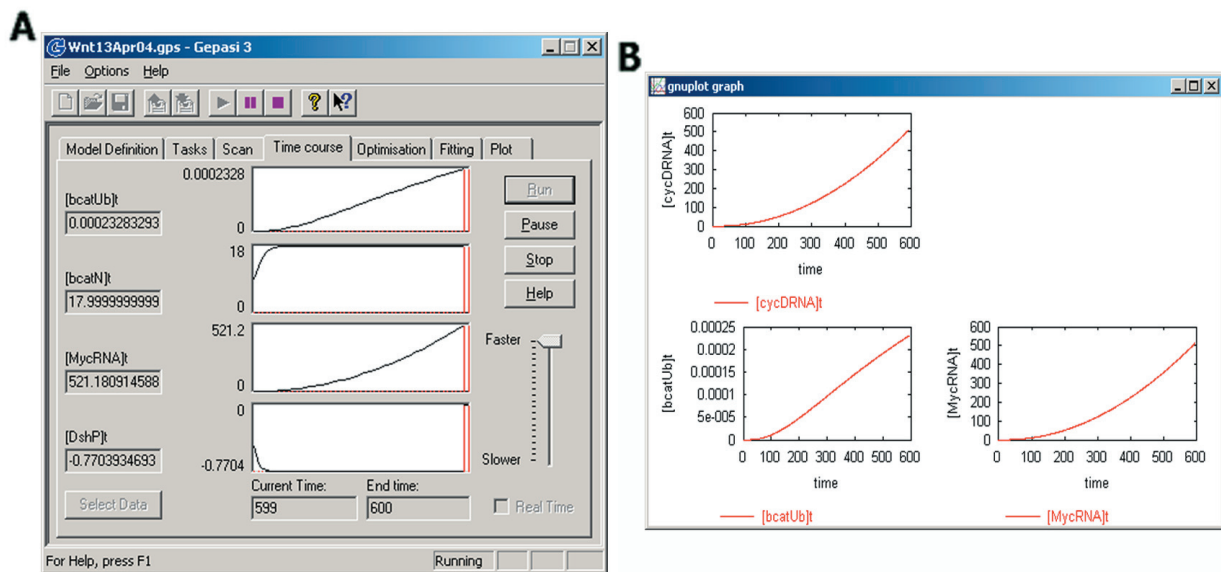 A
Wnt13Apr04.gps - Gepasi 3
File Options Help
Model Definition Tasks Scan Time course Optimisation Fitting Plot
[bcatUb]t
0.00023283293
0.0002328
0
Run
Pause
[bcatN]t
17.9999999999
18
0
Stop
Help
[MycRNA]t
521.180914588
521.2
0
Faster
[DshP]t
-0.7703934693
0
-0.7704
Slower
Select Data
Current Time:
599
End time:
600
Real Time
For Help, press F1
Running
B
gnuplot graph
[cycDRNA]t
600
500
400
300
200
100
0
0 100 200 300 400 500 600
time
[cycDRNA]t
[bcatUb]t
0.00025
0.0002
0.00015
0.0001
5e-005
0
0 100 200 300 400 500 600
time
[bcatUb]t
[MycRNA]t
600
500
400
300
200
100
0
0 100 200 300 400 500 600
time
[MycRNA]t